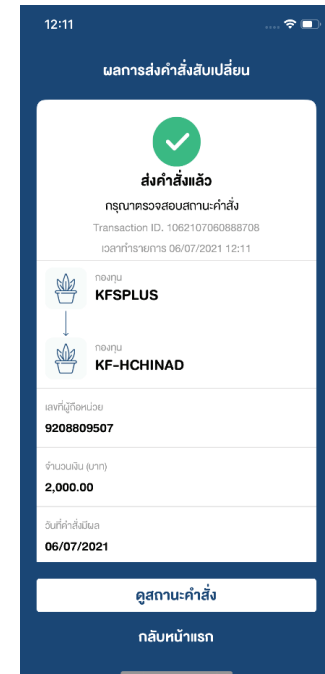 12:11
ผลการส่งคำสั่งสับเปลี่ยน
ส่งคำสั่งแล้ว
กรุณาตรวจสอบสถานะคำสั่ง
Transaction ID. 1062107060888708
เวลาทำรายการ 06/07/2021 12:11
กองทุน
KFSPLUS
กองทุน
KF-HCHINAD
เลขที่ผู้ถือหน่วย
9208809507
จำนวนเงิน (บาท)
2,000.00
วันที่คำสั่งมีผล
06/07/2021
ดูสถานะคำสั่ง
กลับหน้าแรก